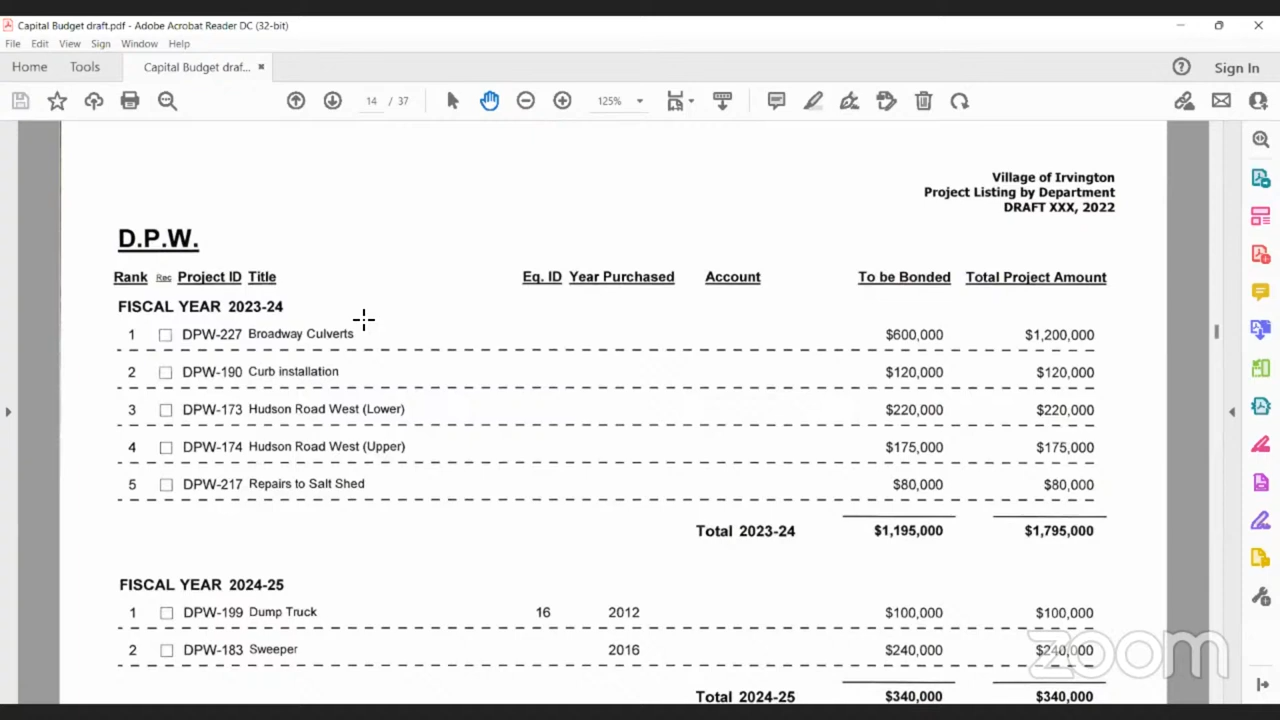 Capital Budget draft.pdf - Adobe Acrobat Reader DC (32-bit)
File Edit View Sign Window Help
Home Tools Capital Budget draf... × Sign In
14 / 37 125%
Village of Irvington
Project Listing by Department
DRAFT XXX, 2022
D.P.W.
Rank Rec Project ID Title Eq. ID Year Purchased Account To be Bonded Total Project Amount
FISCAL YEAR 2023-24
1 DPW-227 Broadway Culverts $600,000 $1,200,000
2 DPW-190 Curb installation $120,000 $120,000
3 DPW-173 Hudson Road West (Lower) $220,000 $220,000
4 DPW-174 Hudson Road West (Upper) $175,000 $175,000
5 DPW-217 Repairs to Salt Shed $80,000 $80,000
Total 2023-24 $1,195,000 $1,795,000
FISCAL YEAR 2024-25
1 DPW-199 Dump Truck 16 2012 $100,000 $100,000
2 DPW-183 Sweeper 2016 $240,000 $240,000
zoom
Total 2024-25 $340,000 $340,000